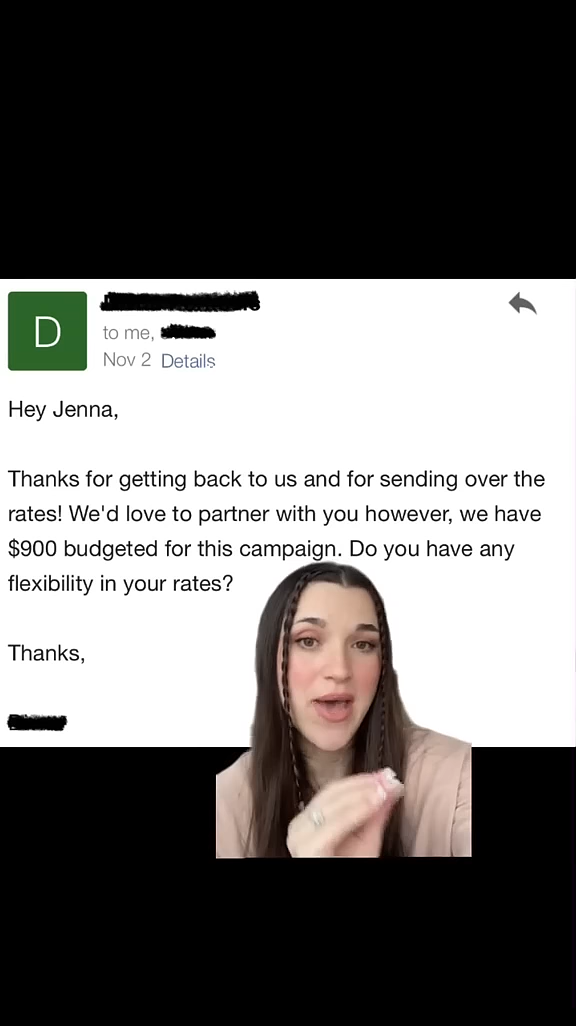 D
to me,
Nov 2 Details
Hey Jenna,
Thanks for getting back to us and for sending over the
rates! We'd love to partner with you however, we have
$900 budgeted for this campaign. Do you have any
flexibility in your rates?
Thanks,